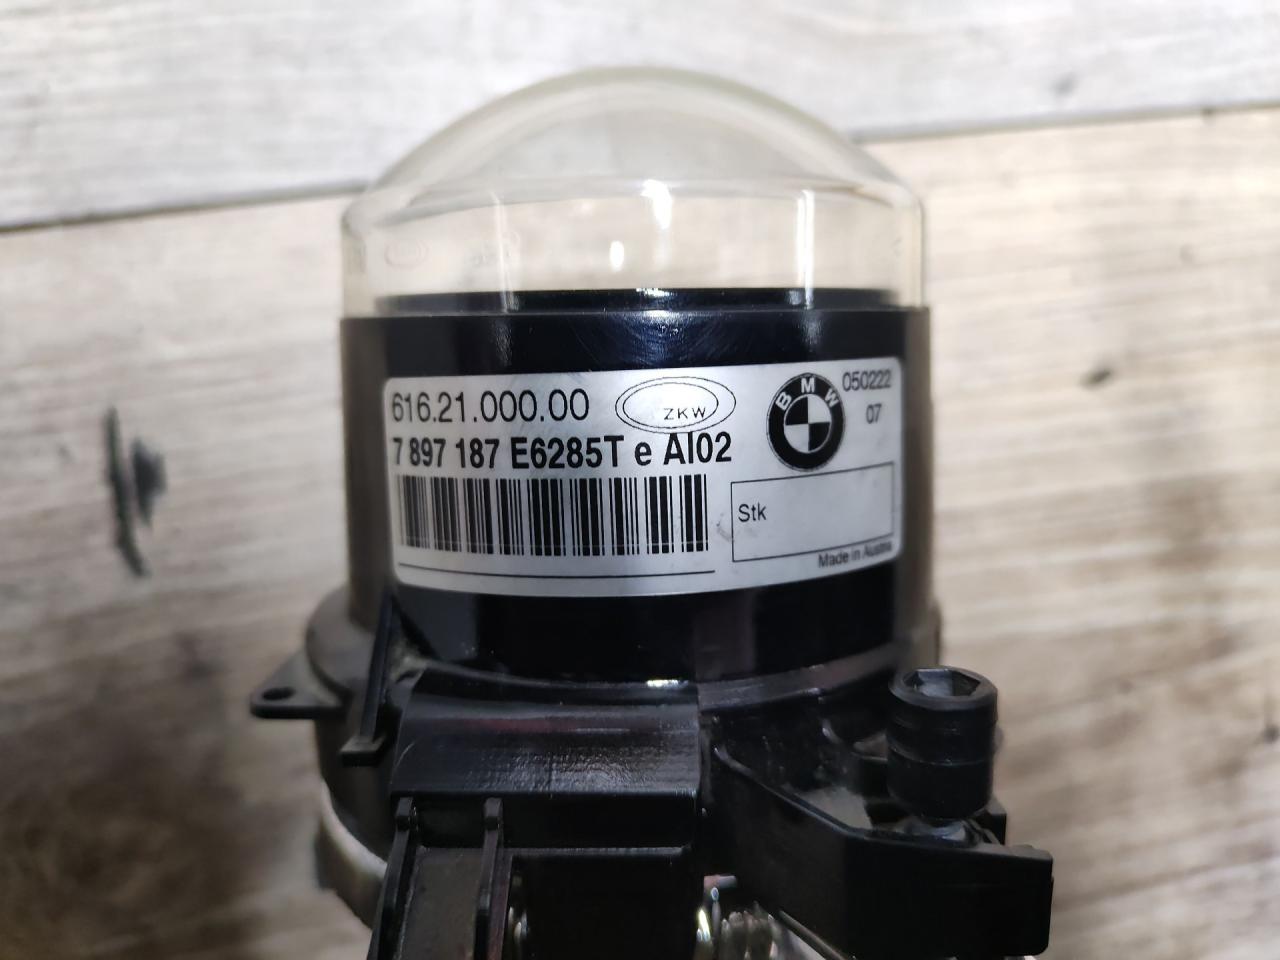 616.21.000.00
ZKW
BMW
050222
07
7 897 187 E6285T e AI02
Stk
Made in Austria